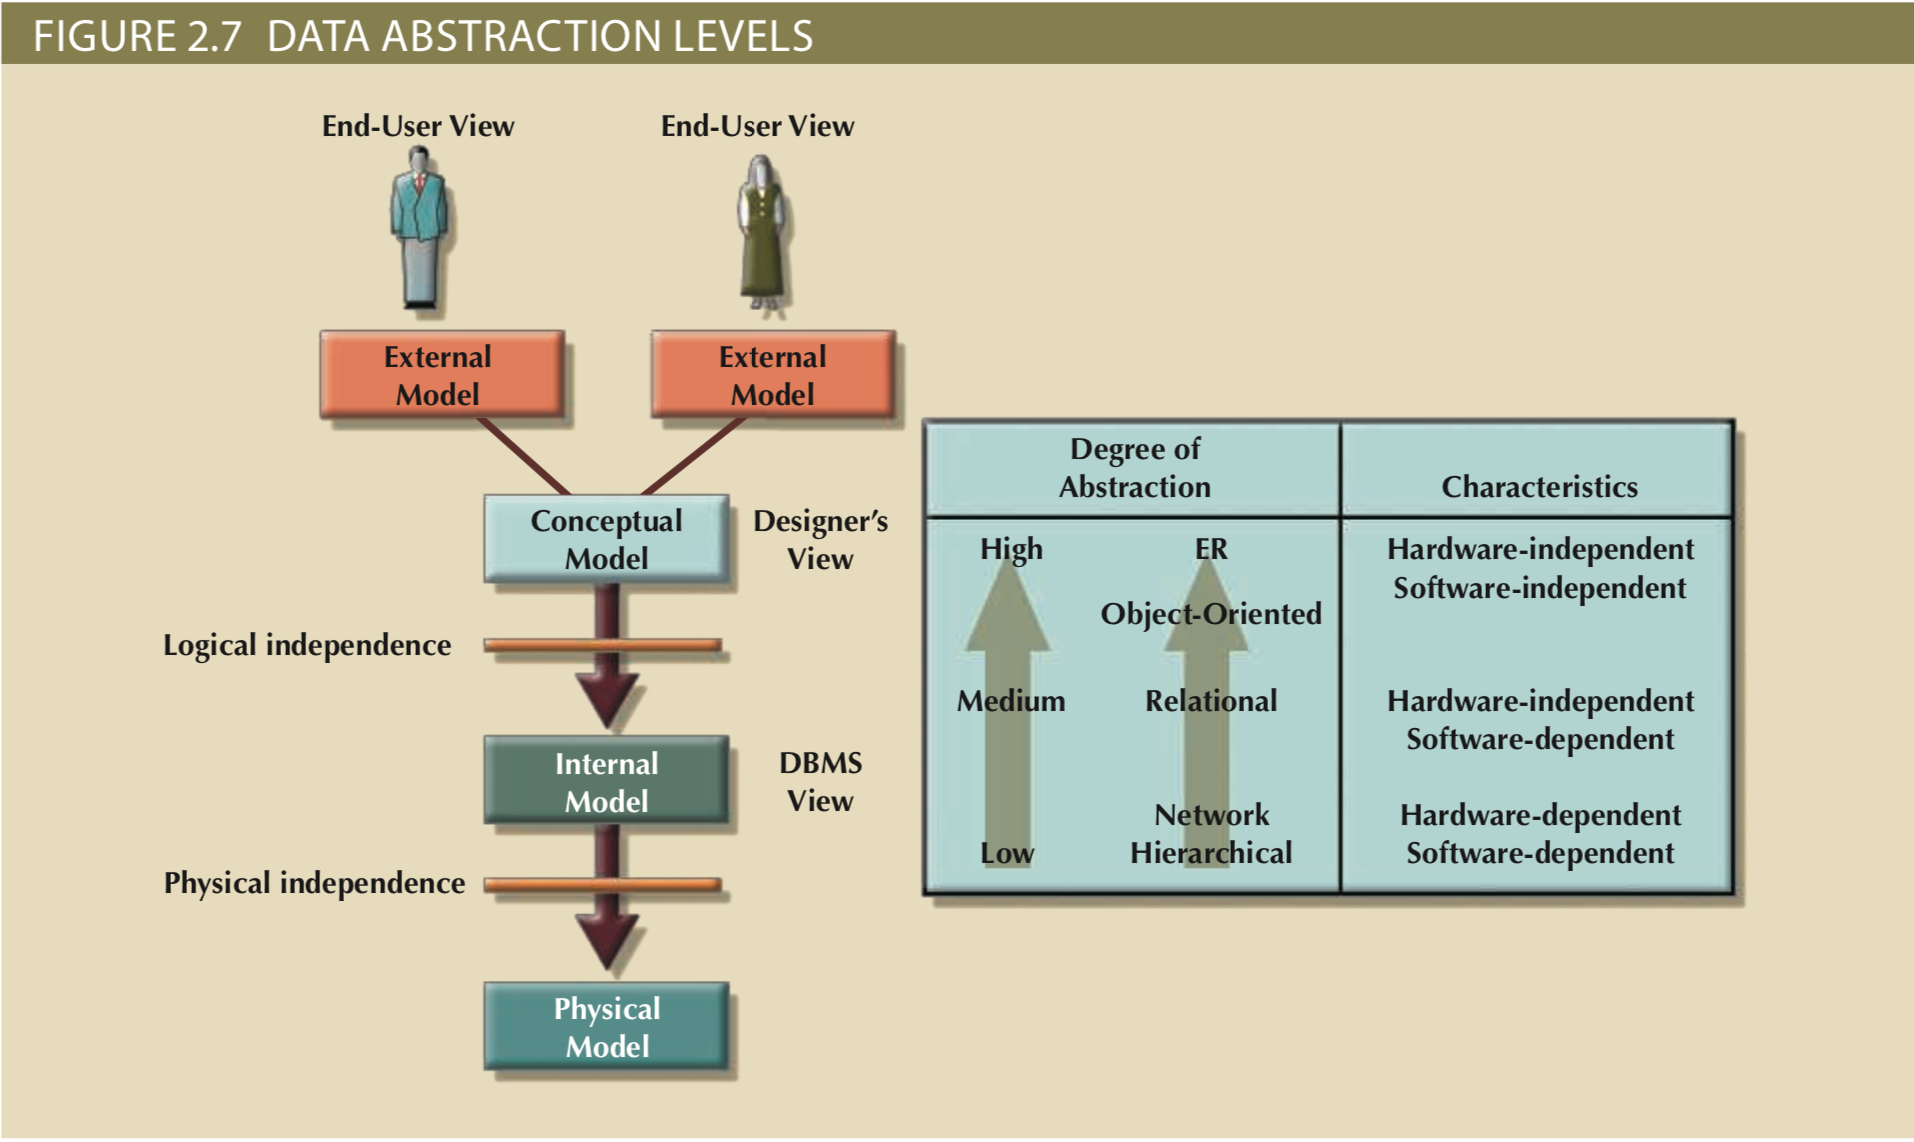 FIGURE 2.7 DATA ABSTRACTION LEVELS
End-User View
End-User View
External
Model
External
Model
Conceptual
Model
Designer's
View
Logical independence
Internal
Model
DBMS
View
Physical independence
Physical
Model
Degree of
Abstraction
Characteristics
High
ER
Hardware-independent
Software-independent
Object-Oriented
Medium
Relational
Hardware-independent
Software-dependent
Low
Network
Hierarchical
Hardware-dependent
Software-dependent